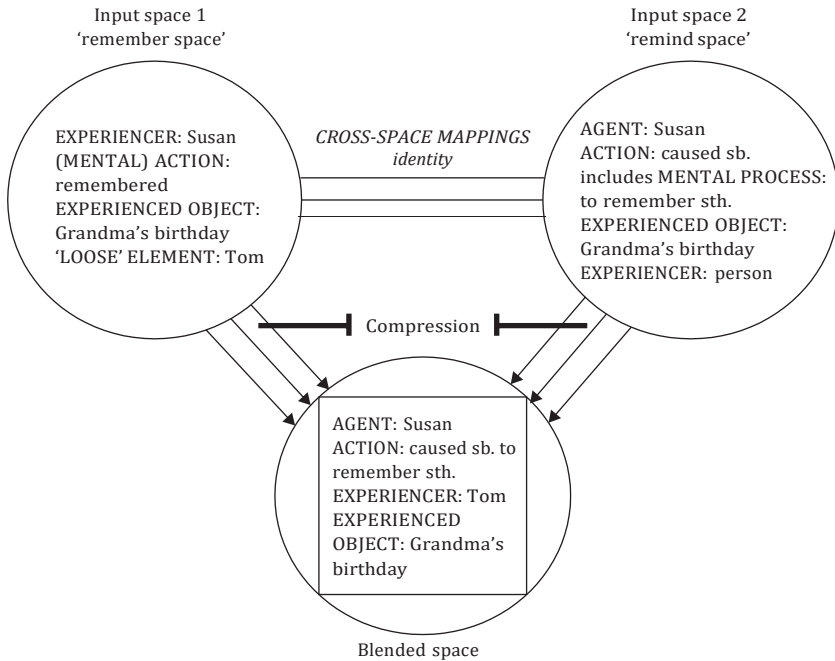 Input space 1
‘remember space’
Input space 2
‘remind space’
EXPERIENCER: Susan
(MENTAL) ACTION:
remembered
EXPERIENCED OBJECT:
Grandma’s birthday
‘LOOSE’ ELEMENT: Tom
CROSS-SPACE MAPPINGS
identity
AGENT: Susan
ACTION: caused sb.
includes MENTAL PROCESS:
to remember sth.
EXPERIENCED OBJECT:
Grandma’s birthday
EXPERIENCER: person
Compression
AGENT: Susan
ACTION: caused sb. to
remember sth.
EXPERIENCER: Tom
EXPERIENCED
OBJECT: Grandma’s
birthday
Blended space